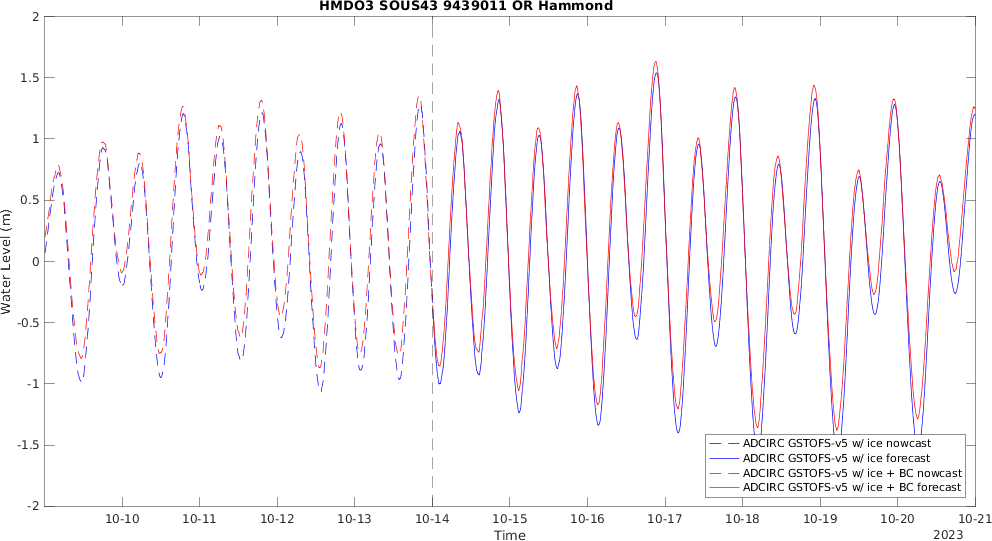 HMDO3 SOUS43 9439011 OR Hammond
2
1.5
1
0.5
0
-0.5
-1
-1.5
-2
Water Level (m)
ADCIRC GSTOFS-v5 w/ ice nowcast
ADCIRC GSTOFS-v5 w/ ice forecast
ADCIRC GSTOFS-v5 w/ ice + BC nowcast
ADCIRC GSTOFS-v5 w/ ice + BC forecast
10-10 10-11 10-12 10-13 10-14 10-15 10-16 10-17 10-18 10-19 10-20 10-21
Time
2023